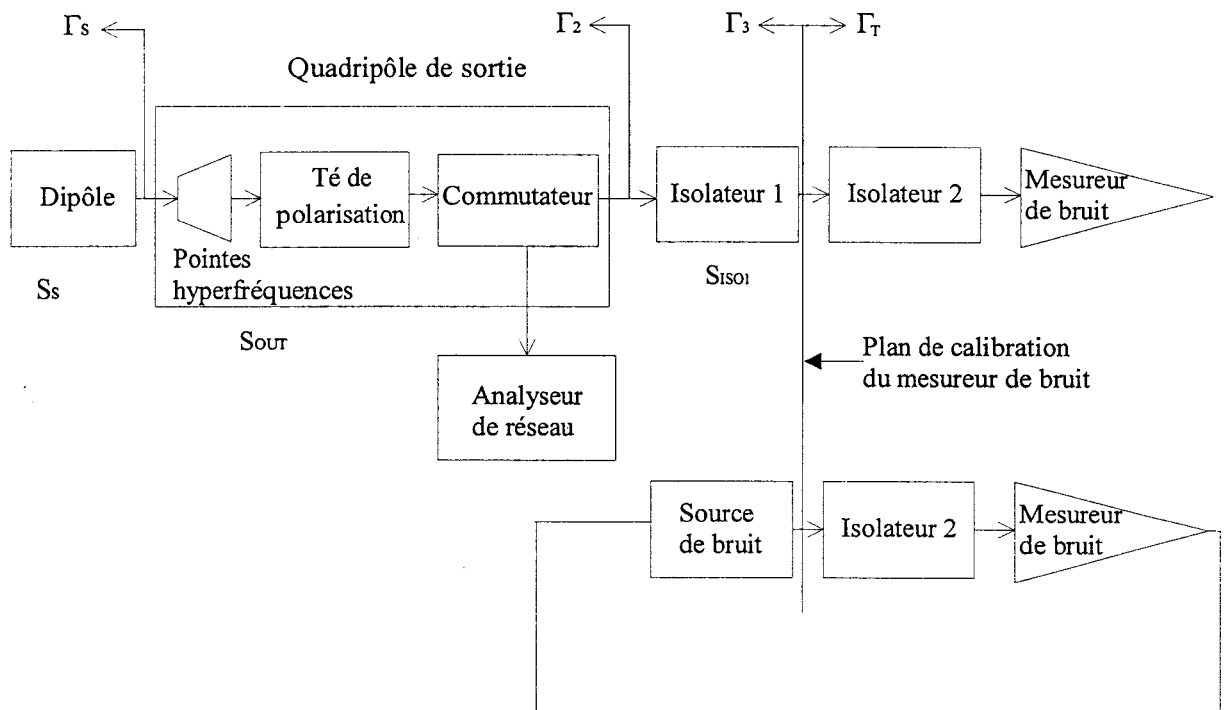 ΓS
Γ2
Γ3
ΓT
Quadripôle de sortie
Dipôle
Té de
polarisation
Commutateur
Isolateur 1
Isolateur 2
Mesureur
de bruit
Pointes
hyperfréquences
SS
SOUT
SISO1
Plan de calibration
du mesureur de bruit
Analyseur
de réseau
Source
de bruit
Isolateur 2
Mesureur
de bruit